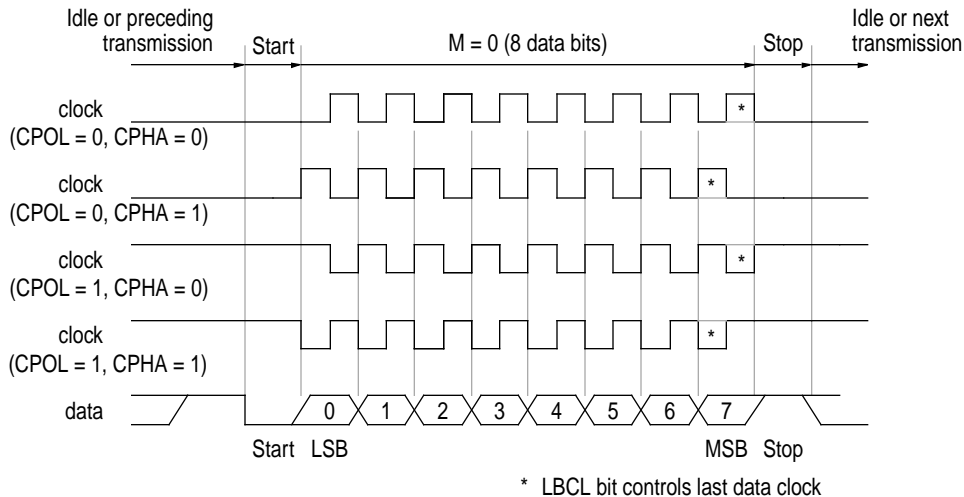 Idle or preceding
transmission
Start
M = 0 (8 data bits)
Stop
Idle or next
transmission
clock
(CPOL = 0, CPHA = 0)
*
clock
(CPOL = 0, CPHA = 1)
*
clock
(CPOL = 1, CPHA = 0)
*
clock
(CPOL = 1, CPHA = 1)
*
data 0 1 2 3 4 5 6 7
Start LSB MSB Stop
* LBCL bit controls last data clock